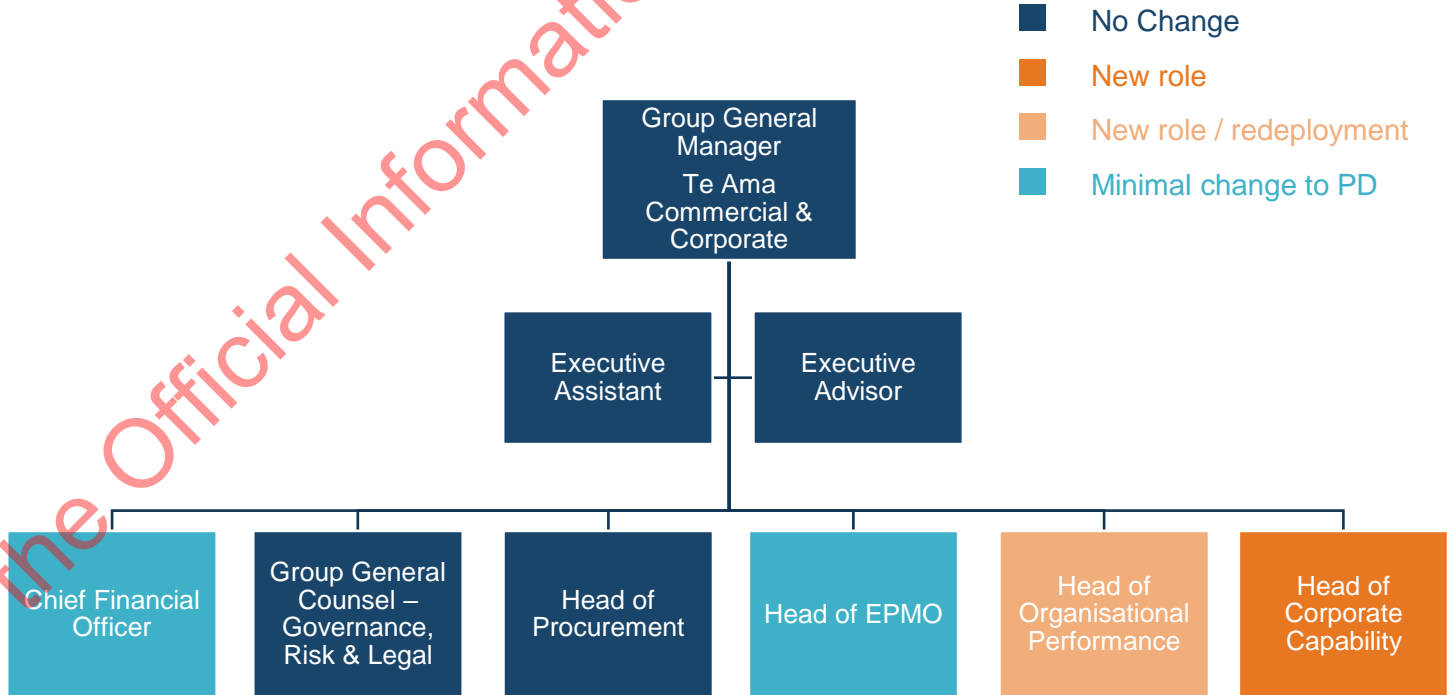 No Change
New role
New role / redeployment
Minimal change to PD
Group General
Manager
Te Ama
Commercial &
Corporate
Executive
Assistant
Executive
Advisor
Chief Financial
Officer
Group General
Counsel –
Governance,
Risk & Legal
Head of
Procurement
Head of EPMO
Head of
Organisational
Performance
Head of
Corporate
Capability
the Official